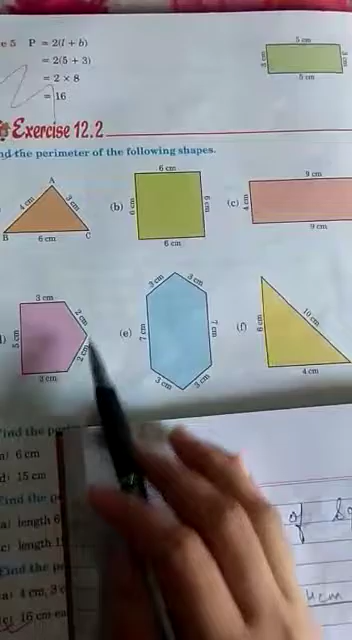 e 5 P = 2(l + b)
= 2(5 + 3)
= 2 × 8
= 16
5 cm
3 cm
3 cm
5 cm
Exercise 12.2
nd the perimeter of the following shapes.
A
4 cm
3 cm
B
6 cm
C
(b)
6 cm
6 cm
6 cm
6 cm
(c)
9 cm
4 cm
9 cm
3 cm
2 cm
5 cm
2 cm
3 cm
(e)
3 cm
3 cm
7 cm
7 cm
3 cm
3 cm
(f)
6 cm
10 cm
4 cm
Find the
a) 6 cm
d) 15 cm
Find the
a) length 6
c) length 1
Find the
a) 4 cm, 3
c) 16 cm ea
of
cm